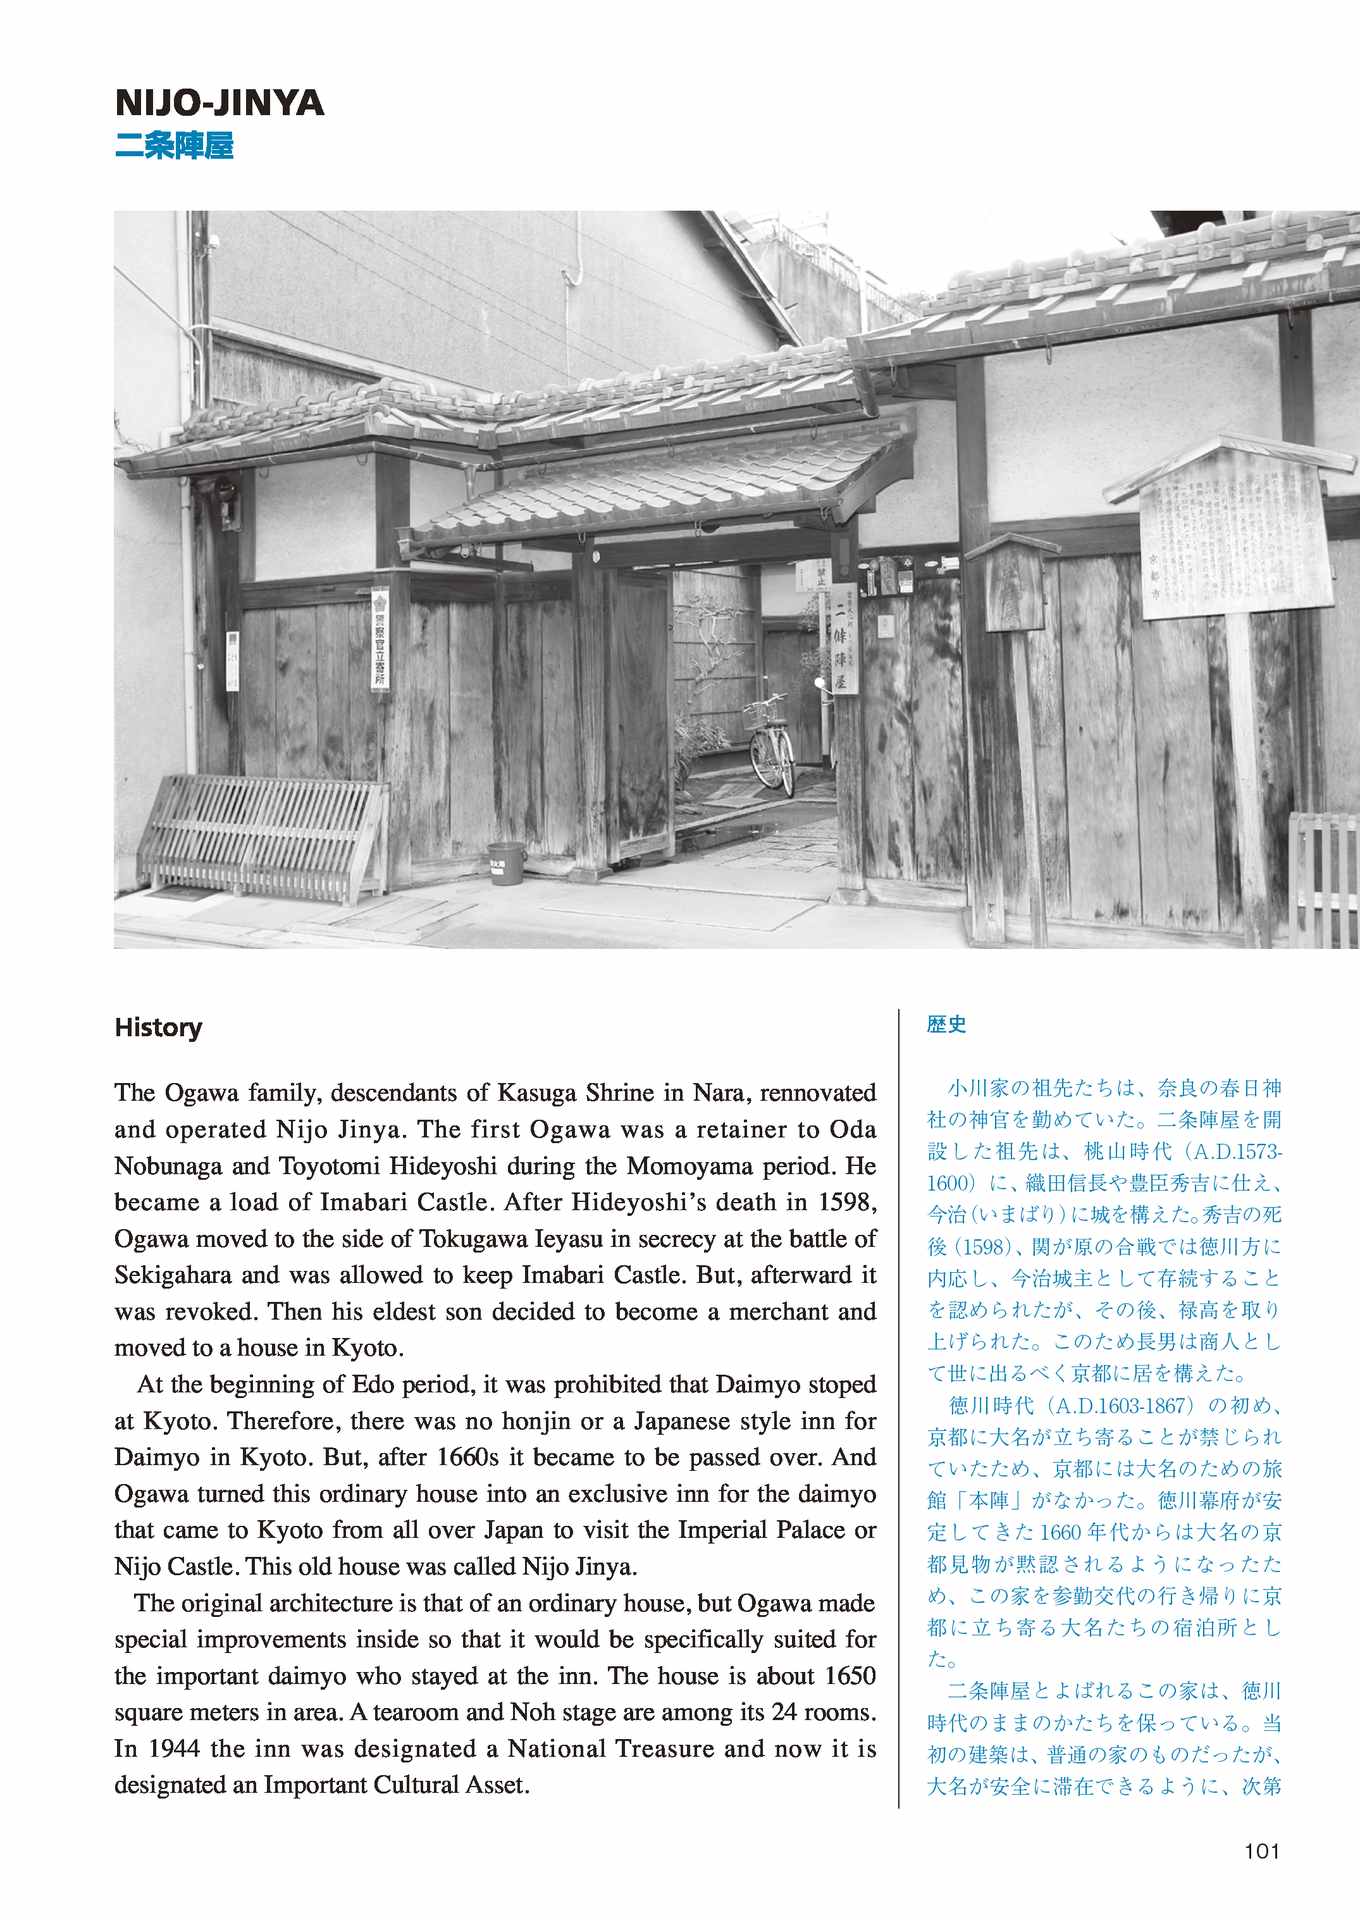 NIJO-JINYA
二条陣屋
警察官立寄所
禁止
二條陣屋
京都市
History
The Ogawa family, descendants of Kasuga Shrine in Nara, rennovated
and operated Nijo Jinya. The first Ogawa was a retainer to Oda
Nobunaga and Toyotomi Hideyoshi during the Momoyama period. He
became a load of Imabari Castle. After Hideyoshi’s death in 1598,
Ogawa moved to the side of Tokugawa Ieyasu in secrecy at the battle of
Sekigahara and was allowed to keep Imabari Castle. But, afterward it
was revoked. Then his eldest son decided to become a merchant and
moved to a house in Kyoto.
At the beginning of Edo period, it was prohibited that Daimyo stoped
at Kyoto. Therefore, there was no honjin or a Japanese style inn for
Daimyo in Kyoto. But, after 1660s it became to be passed over. And
Ogawa turned this ordinary house into an exclusive inn for the daimyo
that came to Kyoto from all over Japan to visit the Imperial Palace or
Nijo Castle. This old house was called Nijo Jinya.
The original architecture is that of an ordinary house, but Ogawa made
special improvements inside so that it would be specifically suited for
the important daimyo who stayed at the inn. The house is about 1650
square meters in area. A tearoom and Noh stage are among its 24 rooms.
In 1944 the inn was designated a National Treasure and now it is
designated an Important Cultural Asset.
歴史
小川家の祖先たちは、奈良の春日神
社の神官を勤めていた。二条陣屋を開
設した祖先は、桃山時代（A.D.1573-
1600）に、織田信長や豊臣秀吉に仕え、
今治（いまばり）に城を構えた。秀吉の死
後（1598）、関が原の合戦では徳川方に
内応し、今治城主として存続すること
を認められたが、その後、禄高を取り
上げられた。このため長男は商人とし
て世に出るべく京都に居を構えた。
徳川時代（A.D.1603-1867）の初め、
京都に大名が立ち寄ることが禁じられ
ていたため、京都には大名のための旅
館「本陣」がなかった。徳川幕府が安
定してきた1660年代からは大名の京
都見物が黙認されるようになったた
め、この家を参勤交代の行き帰りに京
都に立ち寄る大名たちの宿泊所とし
た。
二条陣屋とよばれるこの家は、徳川
時代のままのかたちを保っている。当
初の建築は、普通の家のものだったが、
大名が安全に滞在できるように、次第
101